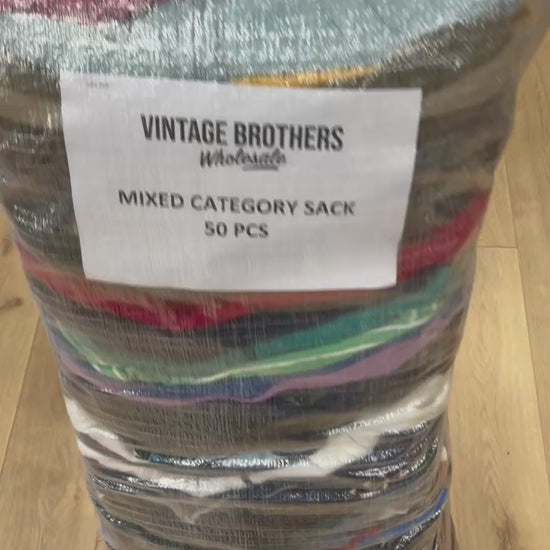 VINTAGE BROTHERS
Wholesale
MIXED CATEGORY SACK
50 PCS